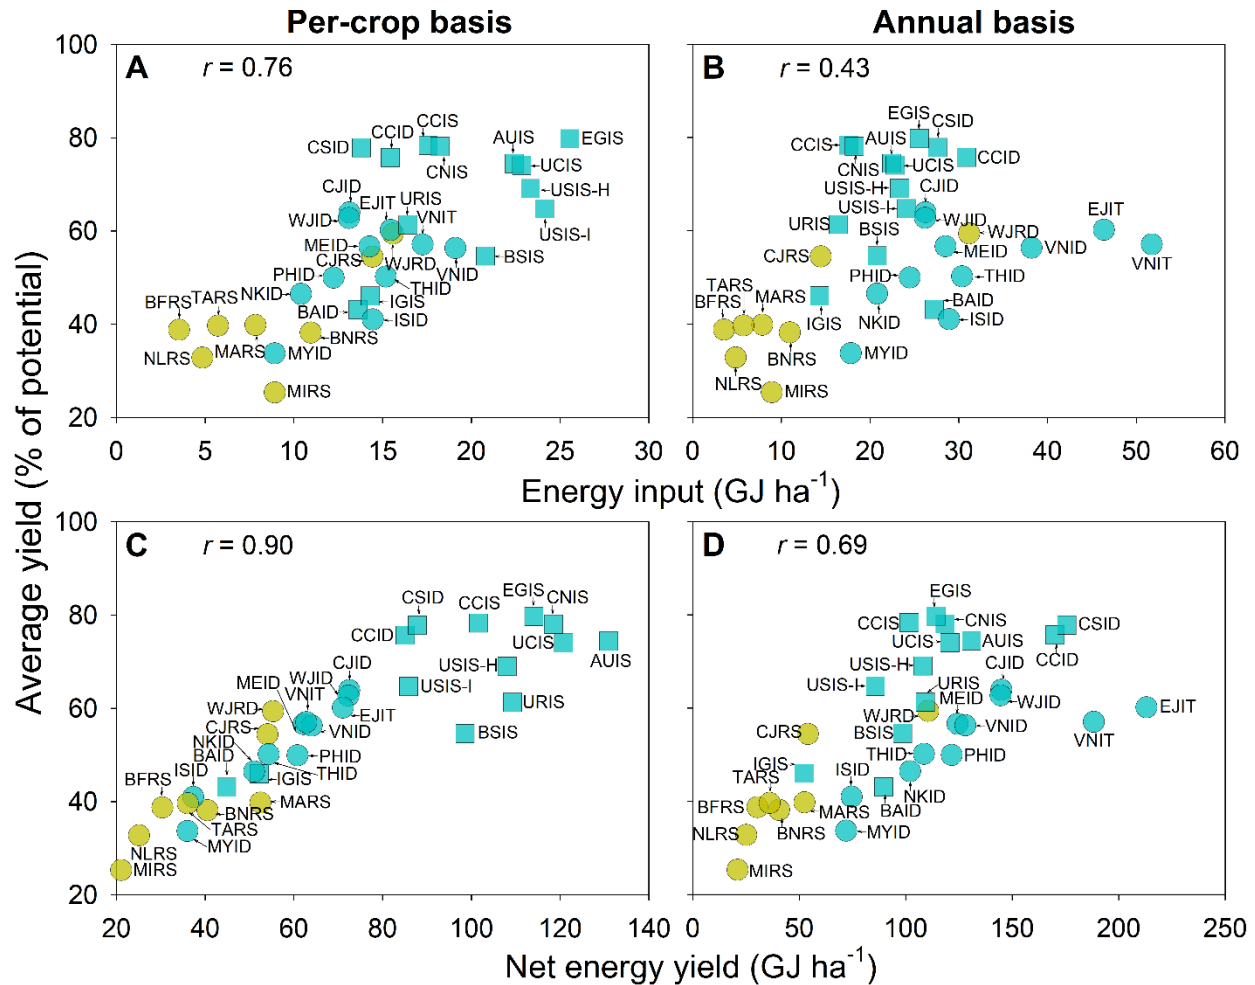 Per-crop basis
Annual basis
Average yield (% of potential)
A
r = 0.76
100
80
60
40
20
0
5
10
15
20
25
30
CSID
CCID
CCIS
CNIS
AUIS
EGIS
UCIS
USIS-H
USIS-I
CJID
WJID
EJIT
URIS
VNIT
MEID
CJRS
WJRD
VNID
BSIS
PHID
THID
NKID
IGIS
BAID
ISID
BFRS
TARS
MARS
BNRS
NLRS
MYID
MIRS
B
r = 0.43
0
10
20
30
40
50
60
EGIS
CSID
CCIS
AUIS
CNIS
UCIS
CCID
USIS-H
CJID
USIS-I
WJID
URIS
BSIS
WJRD
EJIT
CJRS
MEID
VNID
VNIT
PHID
THID
TARS
BFRS
MARS
IGIS
NKID
BAID
ISID
BNRS
NLRS
MYID
MIRS
Energy input (GJ ha-1)
C
r = 0.90
100
80
60
40
20
20
40
60
80
100
120
140
CSID
CCIS
EGIS
CNIS
CCID
UCIS
AUIS
CJID
WJID
USIS-H
USIS-I
URIS
MEID
VNIT
WJRD
EJIT
CJRS
VNID
BSIS
NKID
PHID
BAID
THID
ISID
IGIS
BFRS
MARS
BNRS
TARS
NLRS
MYID
MIRS
D
r = 0.69
0
50
100
150
200
250
EGIS
CCIS
CNIS
CSID
UCIS
AUIS
CCID
USIS-H
CJID
USIS-I
URIS
MEID
WJID
WJRD
EJIT
CJRS
BSIS
VNID
VNIT
THID
PHID
IGIS
TARS
ISID
NKID
BFRS
MARS
BAID
NLRS
BNRS
MYID
MIRS
Net energy yield (GJ ha-1)